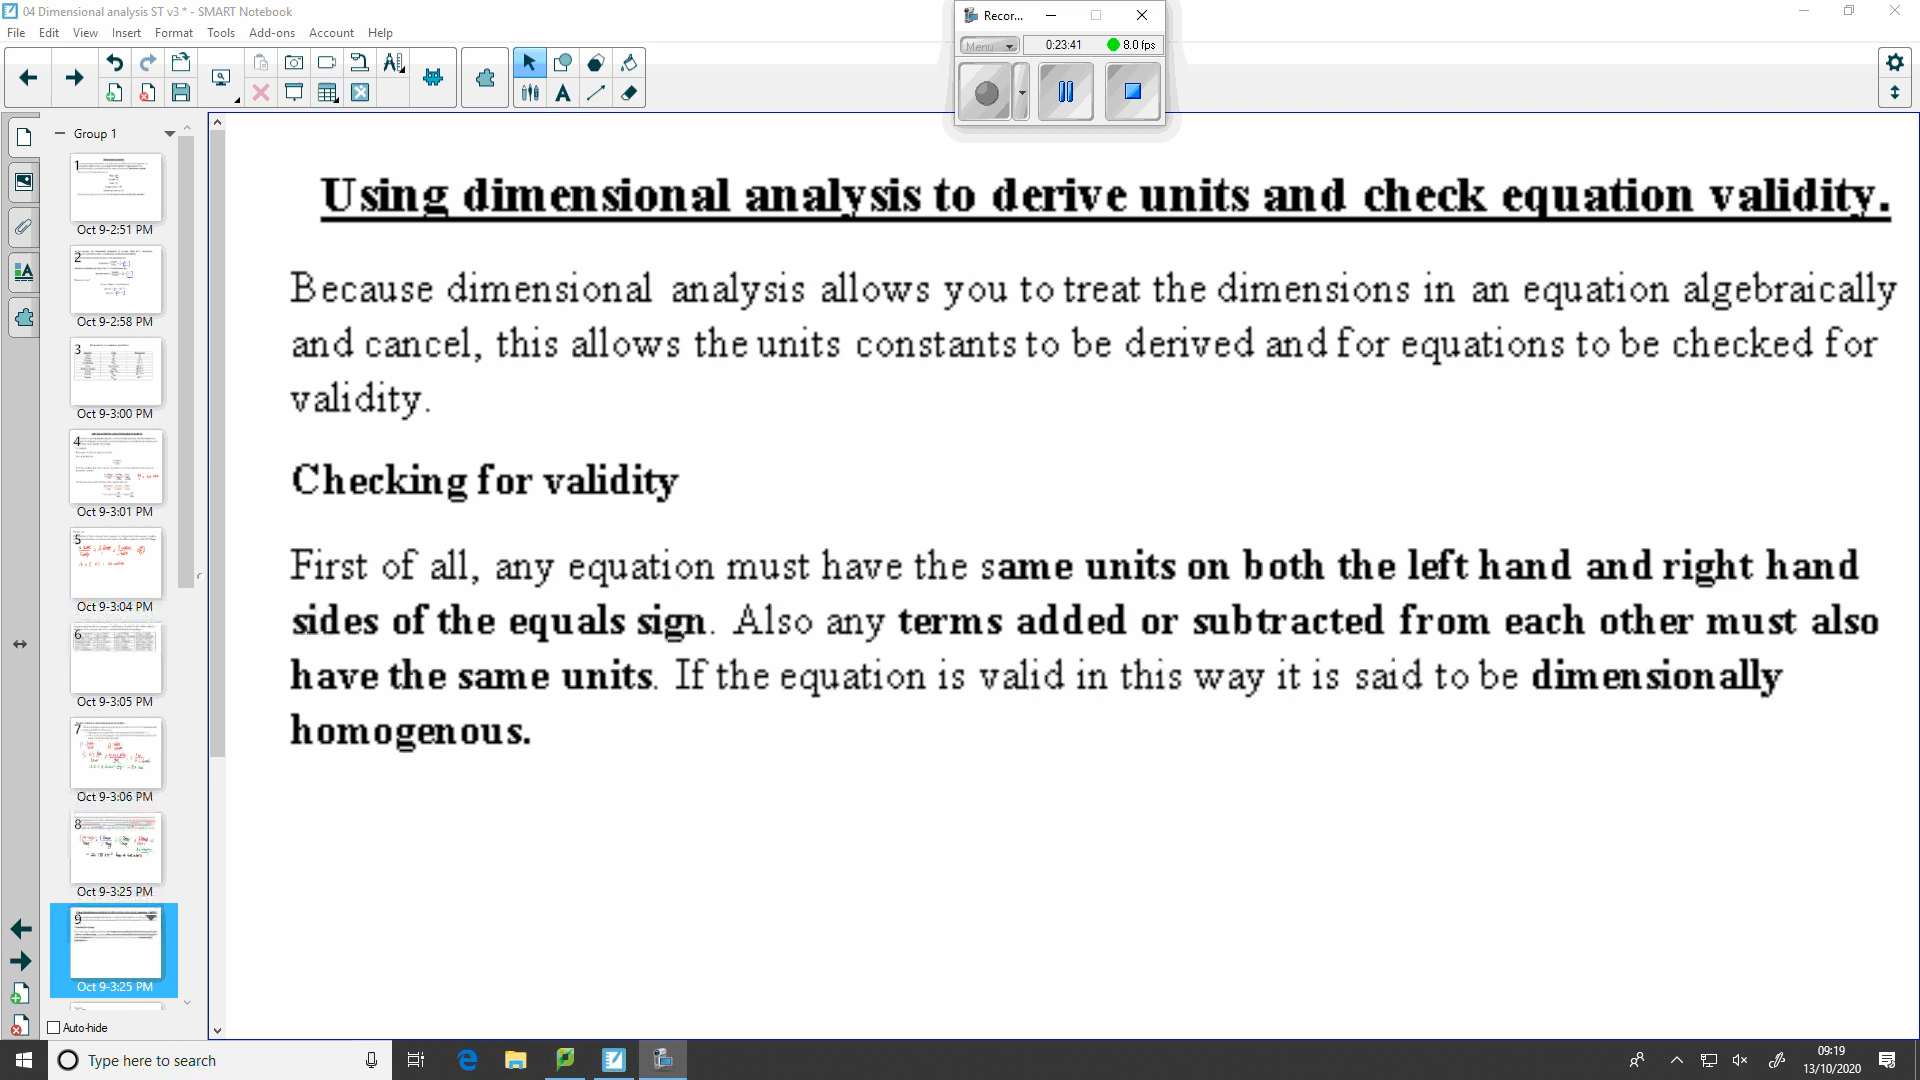 04 Dimensional analysis ST v3 * - SMART Notebook
File Edit View Insert Format Tools Add-ons Account Help
Recor...
Menu 0:23:41 8.0 fps
Group 1
1
Oct 9-2:51 PM
2
Oct 9-2:58 PM
3
Oct 9-3:00 PM
4
Oct 9-3:01 PM
5
Oct 9-3:04 PM
6
Oct 9-3:05 PM
7
Oct 9-3:06 PM
8
Oct 9-3:25 PM
9
Oct 9-3:25 PM
Auto-hide
Using dimensional analysis to derive units and check equation validity.
Because dimensional analysis allows you to treat the dimensions in an equation algebraically
and cancel, this allows the units constants to be derived and for equations to be checked for
validity.
Checking for validity
First of all, any equation must have the same units on both the left hand and right hand
sides of the equals sign. Also any terms added or subtracted from each other must also
have the same units. If the equation is valid in this way it is said to be dimensionally
homogenous.
Type here to search
09:19
13/10/2020